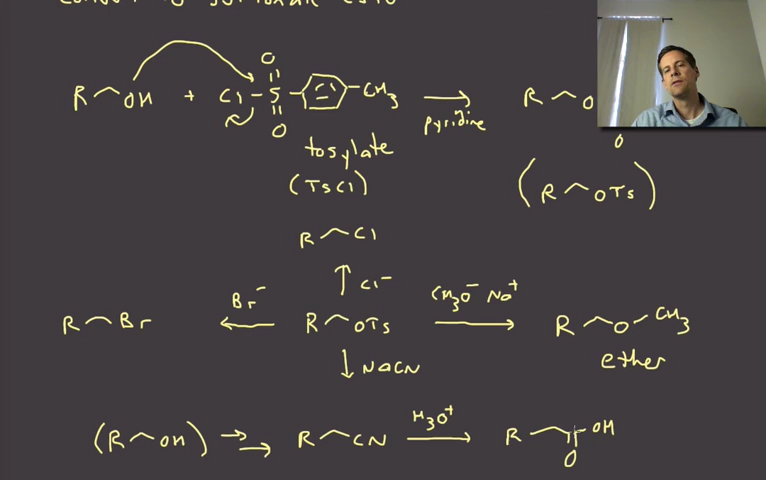 R OH + Cl-S- -CH3 → R O
O
O
pyridine
O
tosylate
(TsCl)
(R OTs)
R Cl
↑ Cl-
Br- CH3O- Na+
R Br ← R OTs → R O CH3
ether
↓ NaCN
H3O+
(R OH) → → R CN → R OH
O